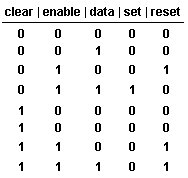 clear | enable | data | set | reset
0 0 0 0 0
0 0 1 0 0
0 1 0 0 1
0 1 1 1 0
1 0 0 0 0
1 0 0 0 0
1 1 0 0 1
1 1 1 0 1